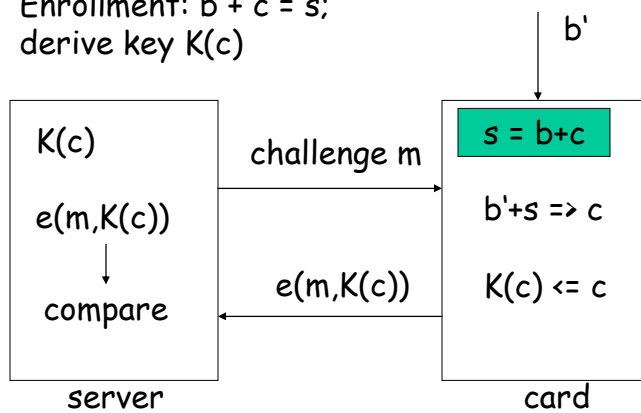 Enrollment: b + c = s;
derive key K(c)
b'
K(c)
challenge m
s = b+c
e(m,K(c))
b'+s => c
compare
e(m,K(c))
K(c) <= c
server
card